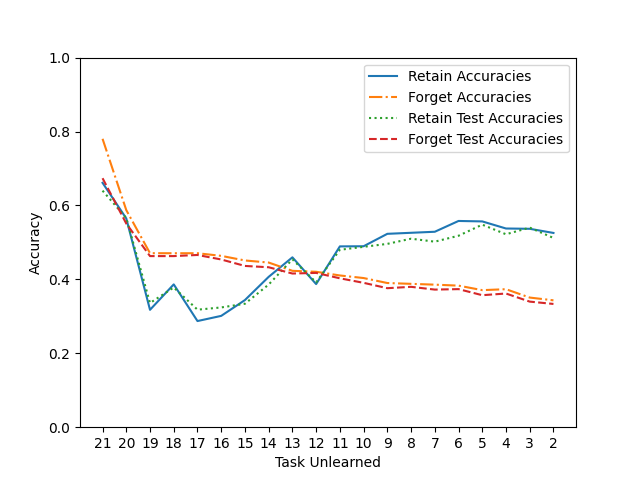 Retain Accuracies
Forget Accuracies
Retain Test Accuracies
Forget Test Accuracies
Accuracy
1.0
0.8
0.6
0.4
0.2
0.0
21 20 19 18 17 16 15 14 13 12 11 10 9 8 7 6 5 4 3 2
Task Unlearned